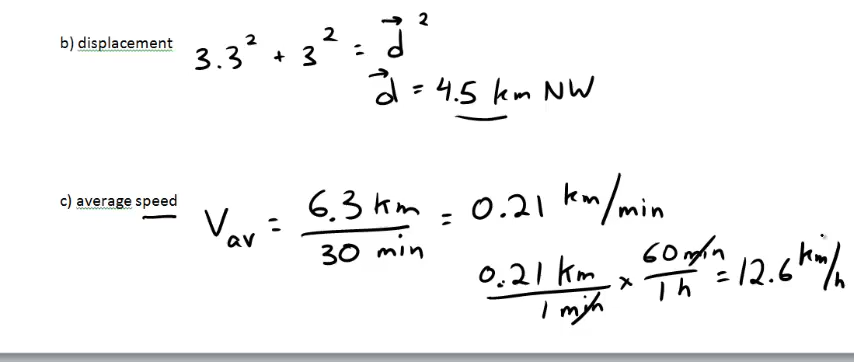 b) displacement 3.3² + 3² = d⃗²
d⃗ = 4.5 km NW
c) average speed Vav = 6.3 km / 30 min = 0.21 km/min
0.21 km / 1 min × 60 min / 1 h = 12.6 km/h